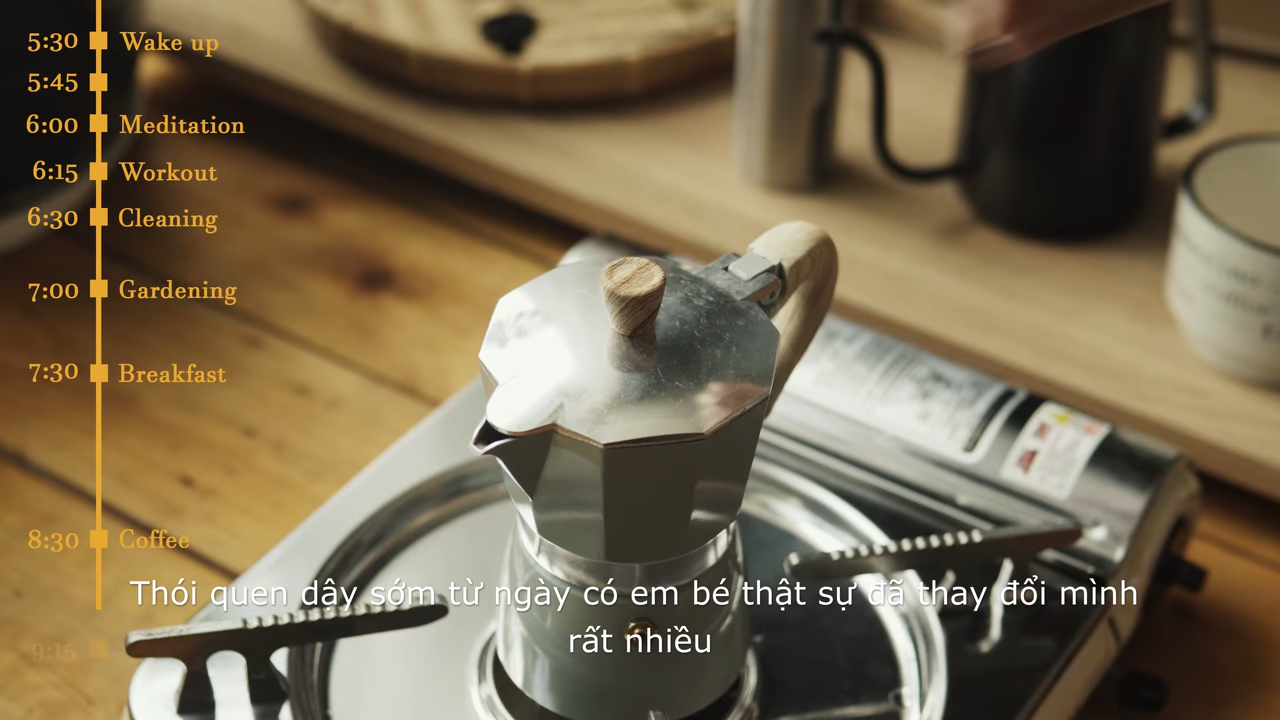 5:30 Wake up
5:45
6:00 Meditation
6:15 Workout
6:30 Cleaning
7:00 Gardening
7:30 Breakfast
8:30 Coffee
Thói quen dậy sớm từ ngày có em bé thật sự đã thay đổi mình
rất nhiều
9:15